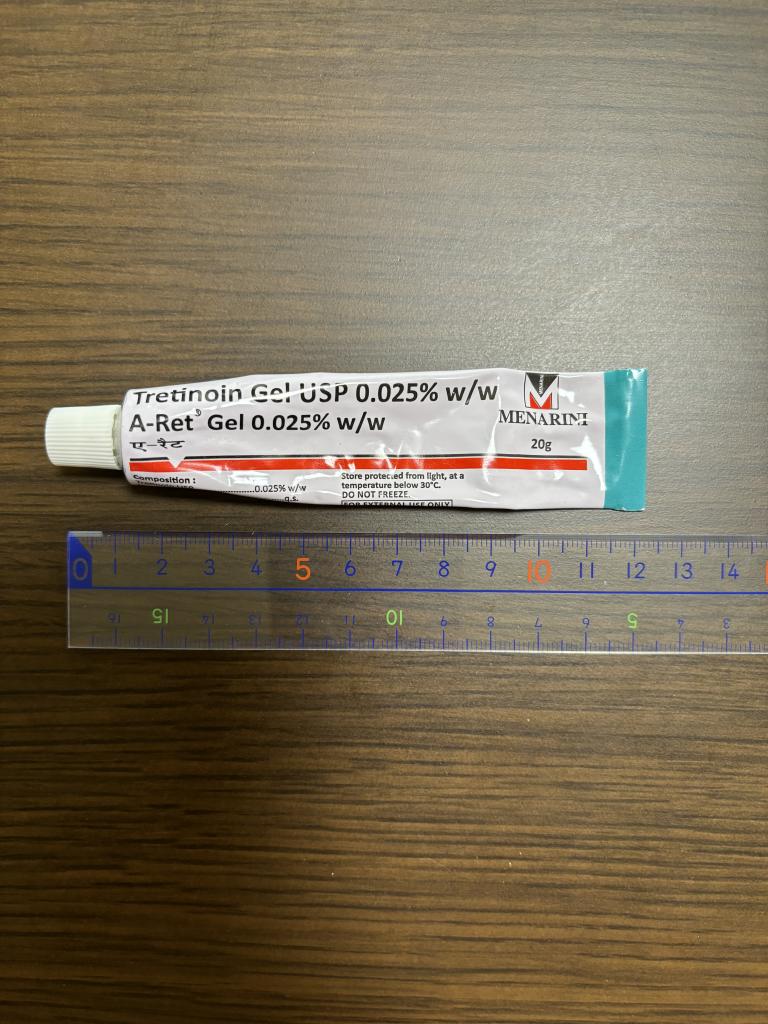 Tretinoin Gel USP 0.025% w/w
A-Ret® Gel 0.025% w/w
ए-रैट
MENARINI
MENARINI
20g
Composition :
0.025% w/w
q.s.
Store protected from light, at a
temperature below 30°C.
DO NOT FREEZE.
FOR EXTERNAL USE ONLY
0 1 2 3 4 5 6 7 8 9 10 11 12 13 14
16 15 14 13 12 11 10 9 8 7 6 5 4 3